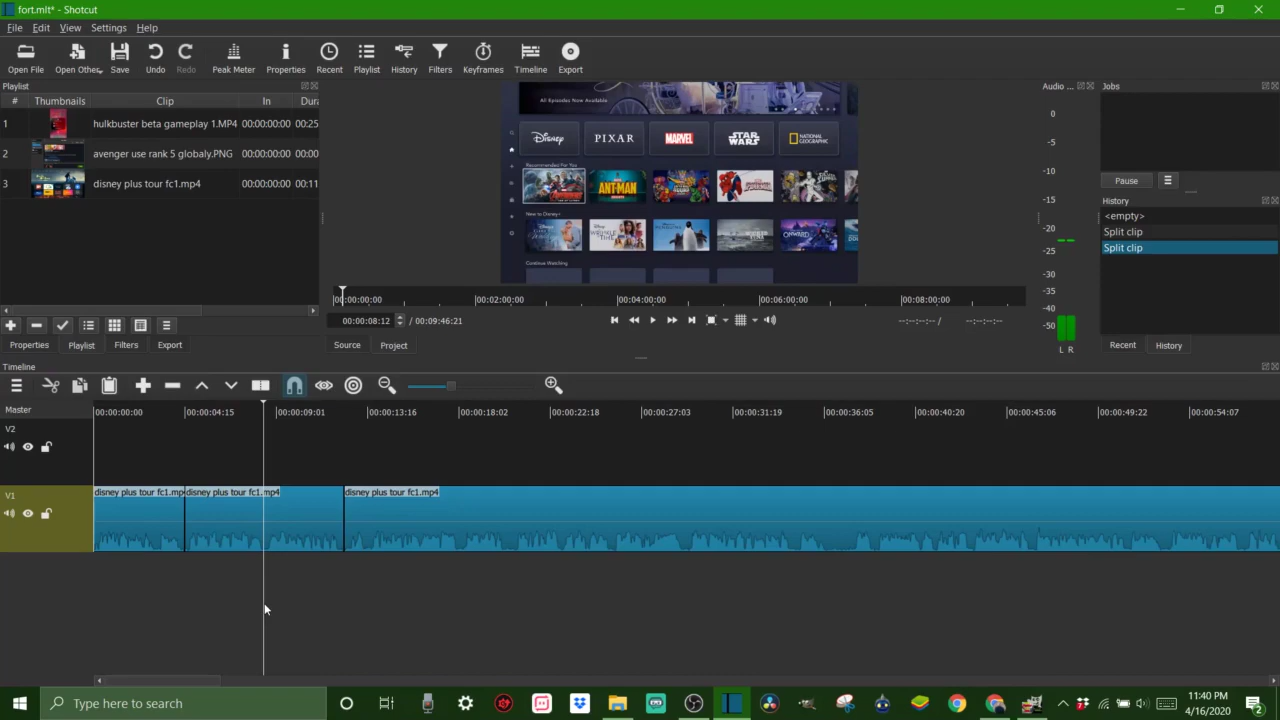 fort.mlt* - Shotcut
File Edit View Settings Help
Open File Open Other.. Save Undo Redo Peak Meter Properties Recent Playlist History Filters Keyframes Timeline Export
Playlist
# Thumbnails Clip In Dura
1 hulkbuster beta gameplay 1.MP4 00:00:00:00 00:25
2 avenger use rank 5 globaly.PNG 00:00:00:00 00:00
3 disney plus tour fc1.mp4 00:00:00:00 00:11
Properties Playlist Filters Export
All Episodes Now Available
Disney PIXAR MARVEL STAR WARS NATIONAL GEOGRAPHIC
Recommended For You
ANT-MAN
New to Disney+
ONWARD
Continue Watching
00:00:00:00 00:02:00:00 00:04:00:00 00:06:00:00 00:08:00:00
00:00:08:12 / 00:09:46:21 --:--:--:-- / --:--:--:--
Source Project
Audio ...
0
-5
-10
-15
-20
-25
-30
-35
-40
-50
L R
Jobs
Pause
History
<empty>
Split clip
Split clip
Recent History
Timeline
Master 00:00:00:00 00:00:04:15 00:00:09:01 00:00:13:16 00:00:18:02 00:00:22:18 00:00:27:03 00:00:31:19 00:00:36:05 00:00:40:20 00:00:45:06 00:00:49:22 00:00:54:07
V2
V1
disney plus tour fc1.mp disney plus tour fc1.mp4 disney plus tour fc1.mp4
Type here to search
11:40 PM
4/16/2020
2